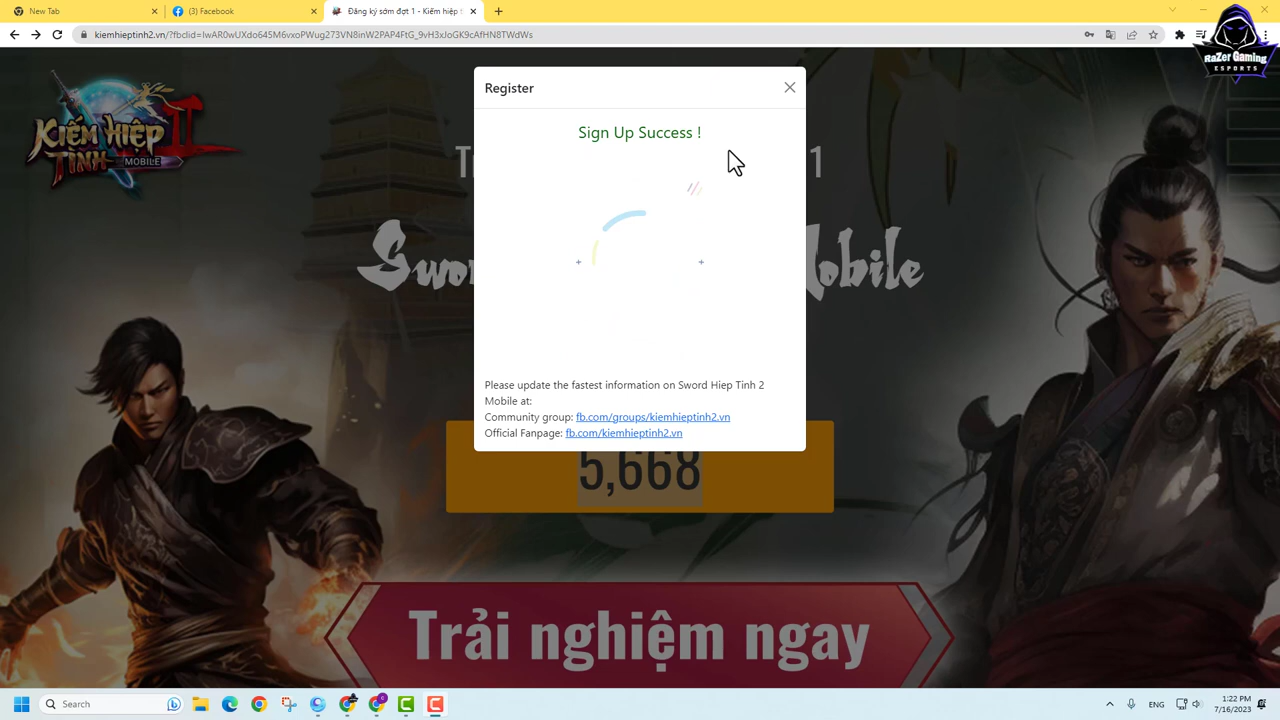 New Tab
(3) Facebook
Đăng ký sớm đợt 1 - Kiếm hiệp
kiemhieptinh2.vn/?fbclid=IwAR0wUXdo645M6vxoPWug273VN8inW2PAP4FtG_9vH3xJoGK9cAfHN8TWdWs
RaZer Gaming
ESPORTS
KIẾM HIỆP
TÌNH II
MOBILE
Register
Sign Up Success !
1
Mobile
Please update the fastest information on Sword Hiep Tinh 2
Mobile at:
Community group: fb.com/groups/kiemhieptinh2.vn
Official Fanpage: fb.com/kiemhieptinh2.vn
5,668
Trải nghiệm ngay
Search
ENG
1:22 PM
7/16/2023